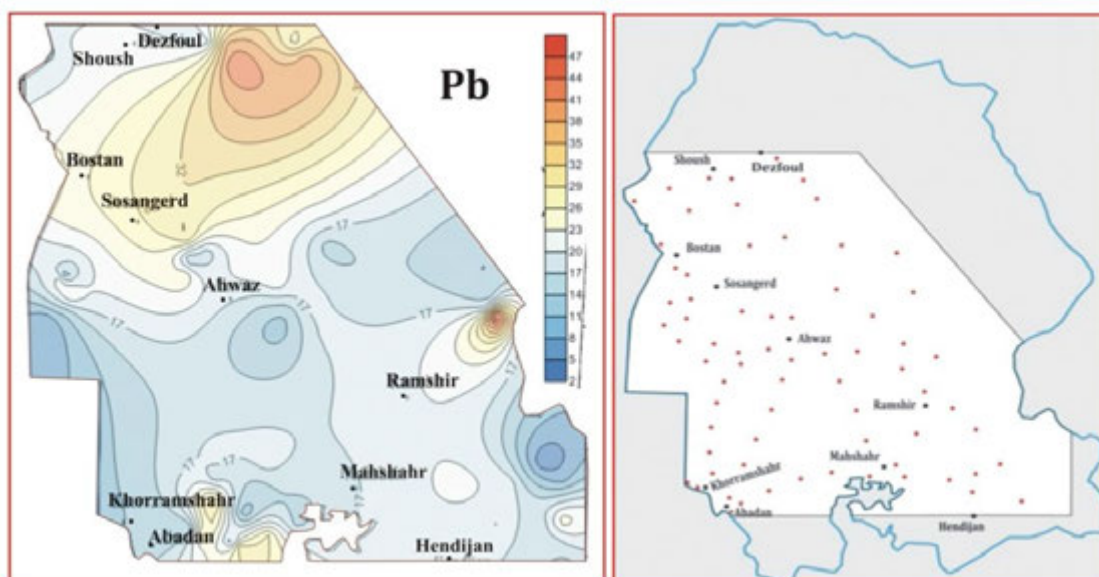 Dezfoul
Shoush
Pb
47
44
41
38
35
32
29
26
23
20
17
14
11
8
5
2
Bostan
Sosangerd
17
Ahwaz
17
17
Ramshir
17
17
Mahshahr
Khorramshahr
Abadan
Hendijan
Shoush
Dezfoul
Bostan
Sosangerd
Ahwaz
Ramshir
Mahshahr
Khorramshahr
Abadan
Hendijan